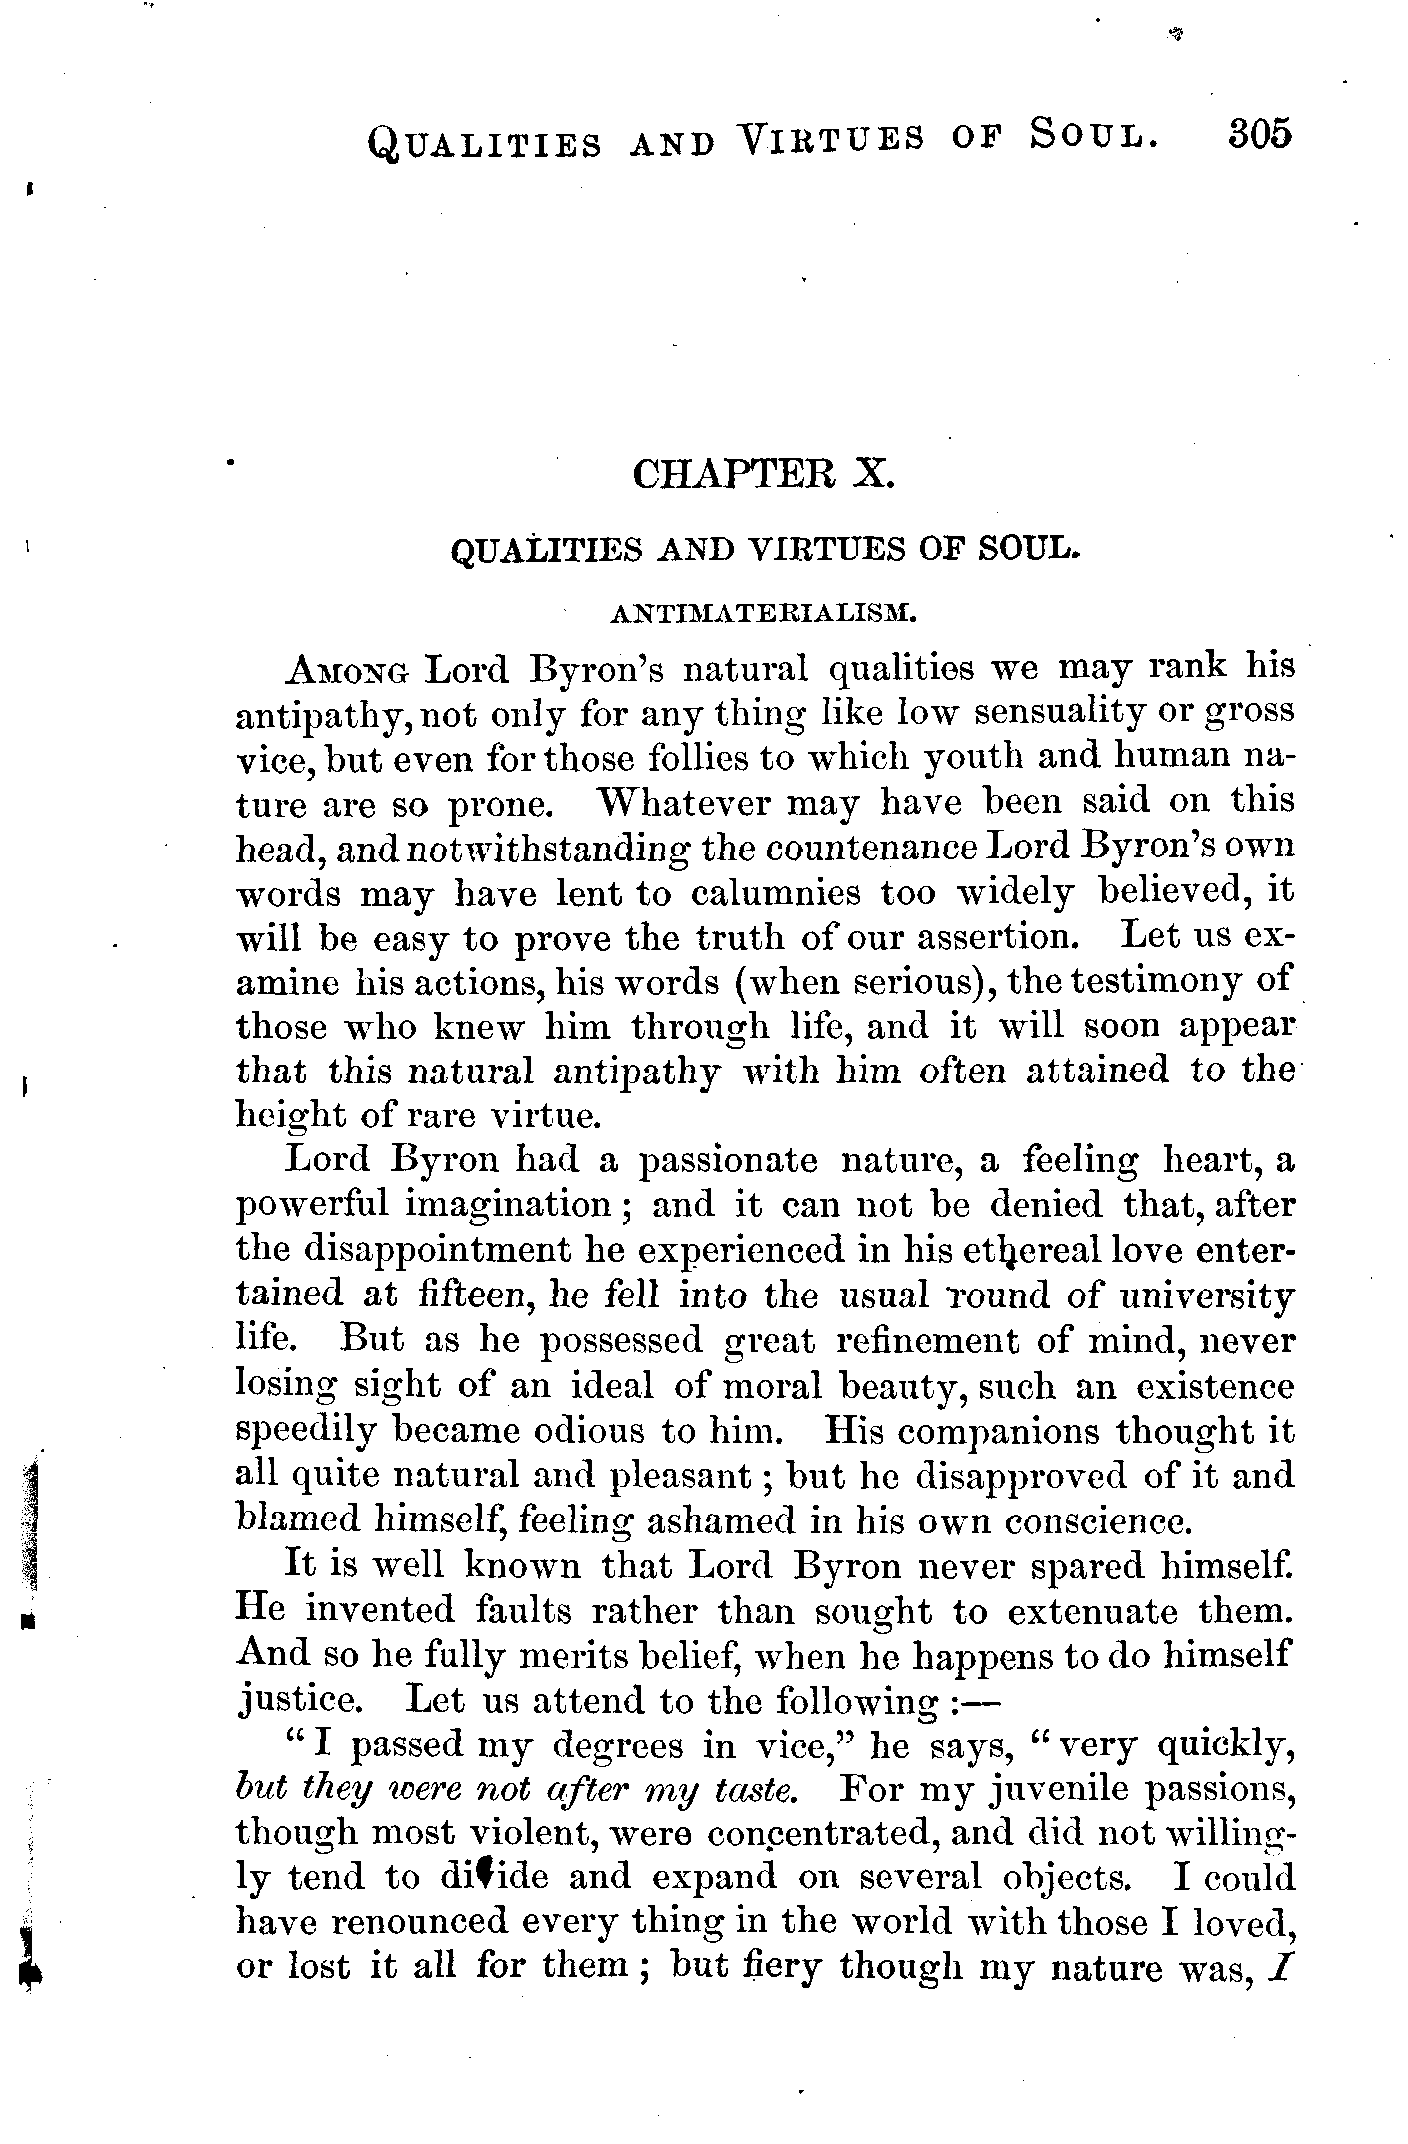 QUALITIES AND VIRTUES OF SOUL. 305
CHAPTER X.
QUALITIES AND VIRTUES OF SOUL.
ANTIMATERIALISM.
AMONG Lord Byron's natural qualities we may rank his
antipathy, not only for any thing like low sensuality or gross
vice, but even for those follies to which youth and human na-
ture are so prone. Whatever may have been said on this
head, and notwithstanding the countenance Lord Byron's own
words may have lent to calumnies too widely believed, it
will be easy to prove the truth of our assertion. Let us ex-
amine his actions, his words (when serious), the testimony of
those who knew him through life, and it will soon appear
that this natural antipathy with him often attained to the
height of rare virtue.
Lord Byron had a passionate nature, a feeling heart, a
powerful imagination; and it can not be denied that, after
the disappointment he experienced in his ethereal love enter-
tained at fifteen, he fell into the usual round of university
life. But as he possessed great refinement of mind, never
losing sight of an ideal of moral beauty, such an existence
speedily became odious to him. His companions thought it
all quite natural and pleasant; but he disapproved of it and
blamed himself, feeling ashamed in his own conscience.
It is well known that Lord Byron never spared himself.
He invented faults rather than sought to extenuate them.
And so he fully merits belief, when he happens to do himself
justice. Let us attend to the following:—
"I passed my degrees in vice," he says, "very quickly,
but they were not after my taste. For my juvenile passions,
though most violent, were concentrated, and did not willing-
ly tend to divide and expand on several objects. I could
have renounced every thing in the world with those I loved,
or lost it all for them; but fiery though my nature was, I